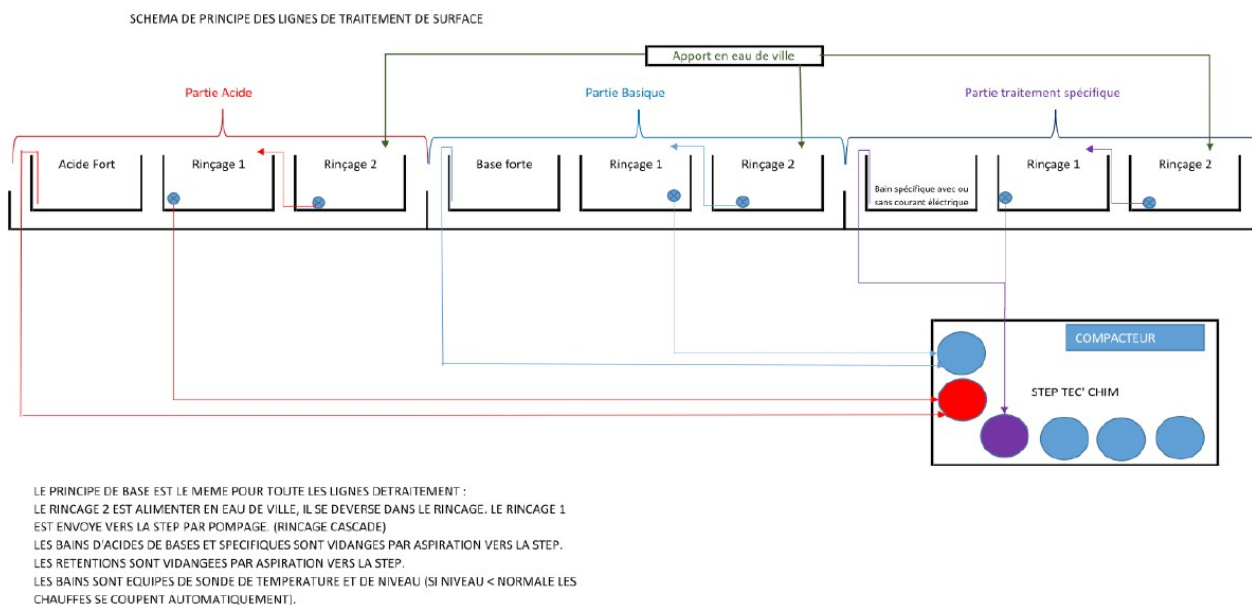 SCHEMA DE PRINCIPE DES LIGNES DE TRAITEMENT DE SURFACE
Apport en eau de ville
Partie Acide
Partie Basique
Partie traitement spécifique
Acide Fort
Rinçage 1
Rinçage 2
Base forte
Rinçage 1
Rinçage 2
Bain spécifique avec ou
sans courant éléctrique
Rinçage 1
Rinçage 2
COMPACTEUR
STEP TEC' CHIM
LE PRINCIPE DE BASE EST LE MEME POUR TOUTE LES LIGNES DETRAITEMENT :
LE RINCAGE 2 EST ALIMENTER EN EAU DE VILLE, IL SE DEVERSE DANS LE RINCAGE. LE RINCAGE 1
EST ENVOYE VERS LA STEP PAR POMPAGE. (RINCAGE CASCADE)
LES BAINS D'ACIDES DE BASES ET SPECIFIQUES SONT VIDANGES PAR ASPIRATION VERS LA STEP.
LES RETENTIONS SONT VIDANGEES PAR ASPIRATION VERS LA STEP.
LES BAINS SONT EQUIPES DE SONDE DE TEMPERATURE ET DE NIVEAU (SI NIVEAU < NORMALE LES
CHAUFFES SE COUPENT AUTOMATIQUEMENT).